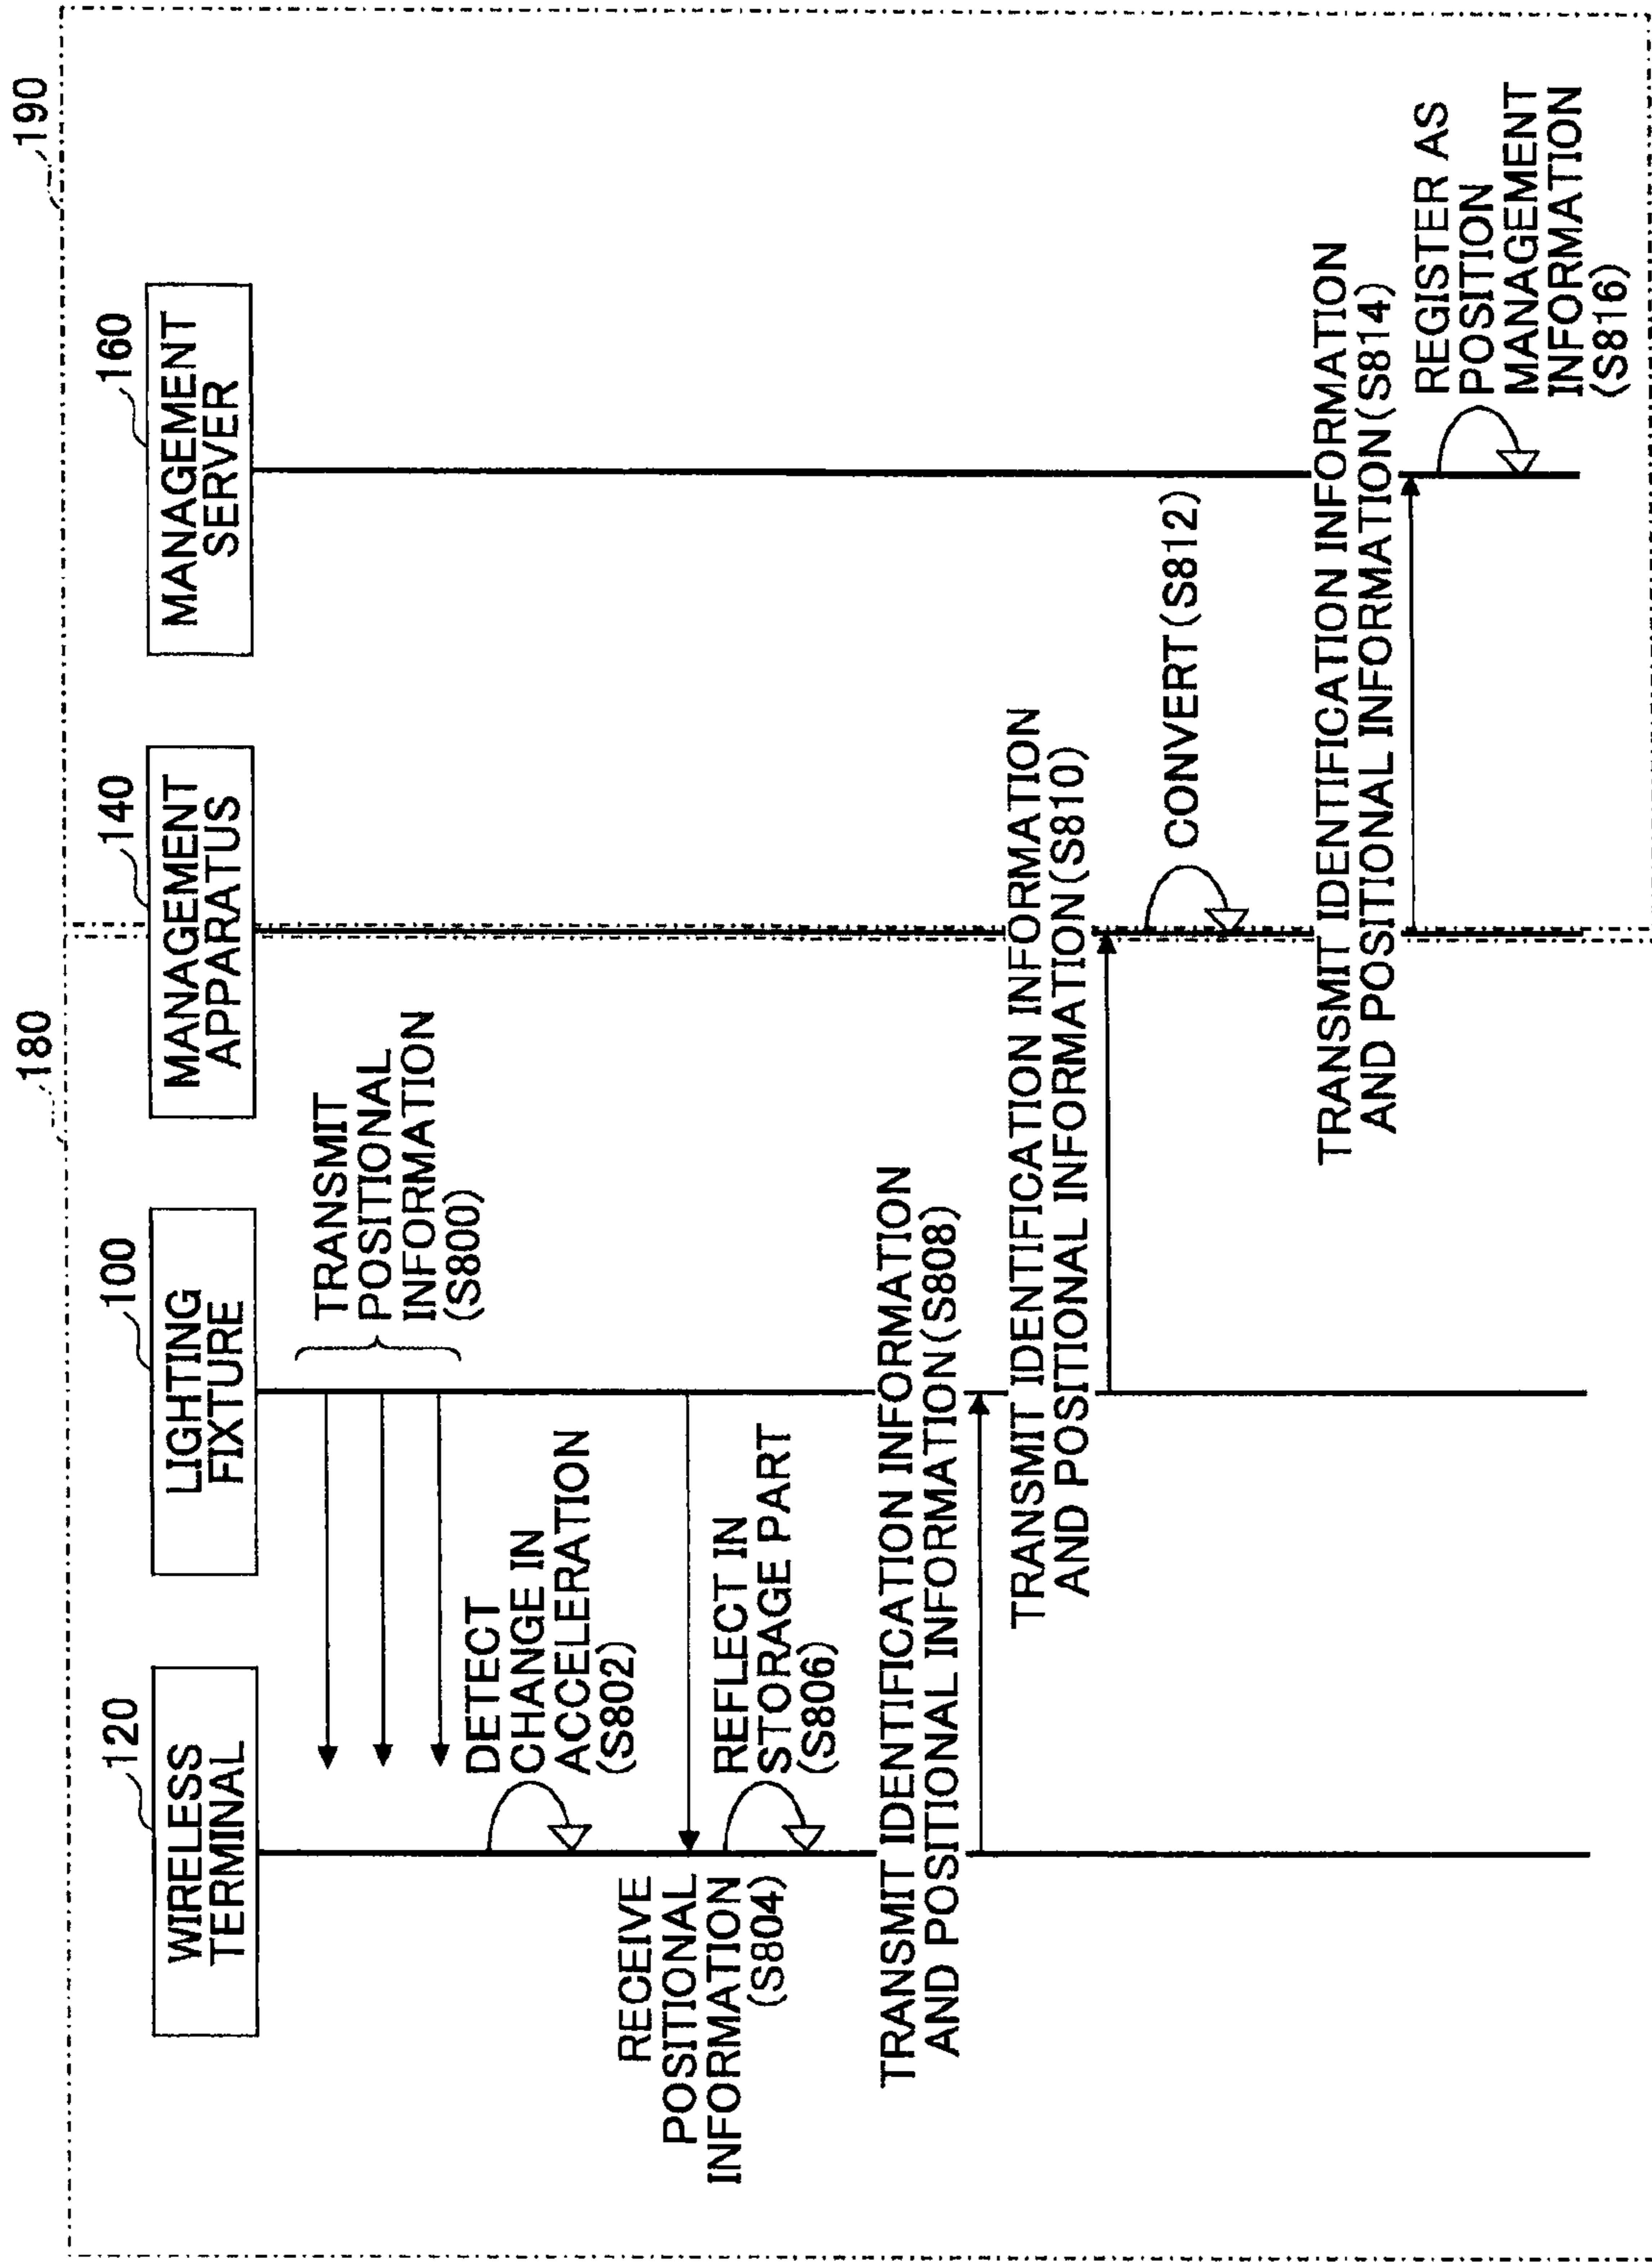 180
190
120
WIRELESS
TERMINAL
100
LIGHTING
FIXTURE
140
MANAGEMENT
APPARATUS
160
MANAGEMENT
SERVER
TRANSMIT
POSITIONAL
INFORMATION
(S800)
DETECT
CHANGE IN
ACCELERATION
(S802)
RECEIVE
POSITIONAL
INFORMATION
(S804)
REFLECT IN
STORAGE PART
(S806)
TRANSMIT IDENTIFICATION INFORMATION
AND POSITIONAL INFORMATION(S808)
TRANSMIT IDENTIFICATION INFORMATION
AND POSITIONAL INFORMATION(S810)
CONVERT(S812)
TRANSMIT IDENTIFICATION INFORMATION
AND POSITIONAL INFORMATION(S814)
REGISTER AS
POSITION
MANAGEMENT
INFORMATION
(S816)